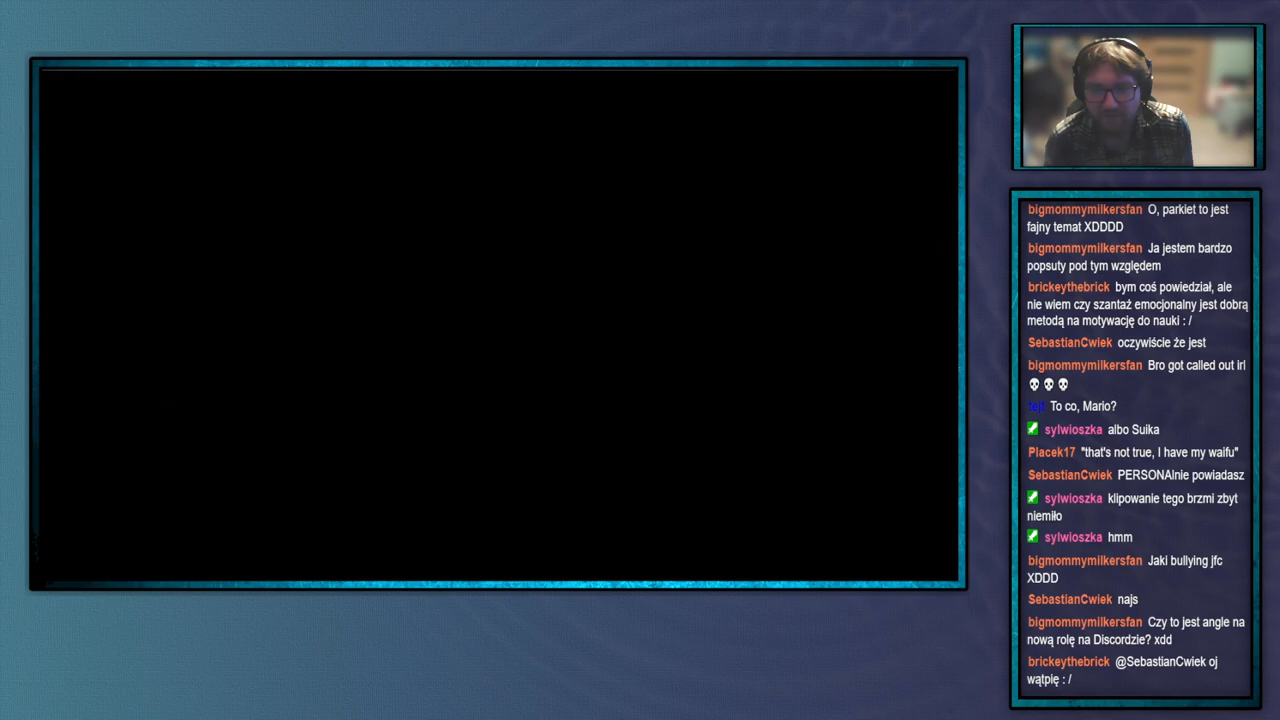 bigmommymilkersfan O, parkiet to jest
fajny temat XDDDD
bigmommymilkersfan Ja jestem bardzo
popsuty pod tym względem
brickeythebrick bym coś powiedział, ale
nie wiem czy szantaż emocjonalny jest dobrą
metodą na motywację do nauki : /
SebastianCwiek oczywiście że jest
bigmommymilkersfan Bro got called out irl
💀💀💀
To co, Mario?
sylwioszka albo Suika
Placek17 "that's not true, I have my waifu"
SebastianCwiek PERSONAlnie powiadasz
sylwioszka klipowanie tego brzmi zbyt
niemiło
sylwioszka hmm
bigmommymilkersfan Jaki bullying jfc
XDDD
SebastianCwiek najs
bigmommymilkersfan Czy to jest angle na
nową rolę na Discordzie? xdd
brickeythebrick @SebastianCwiek oj
wątpię : /